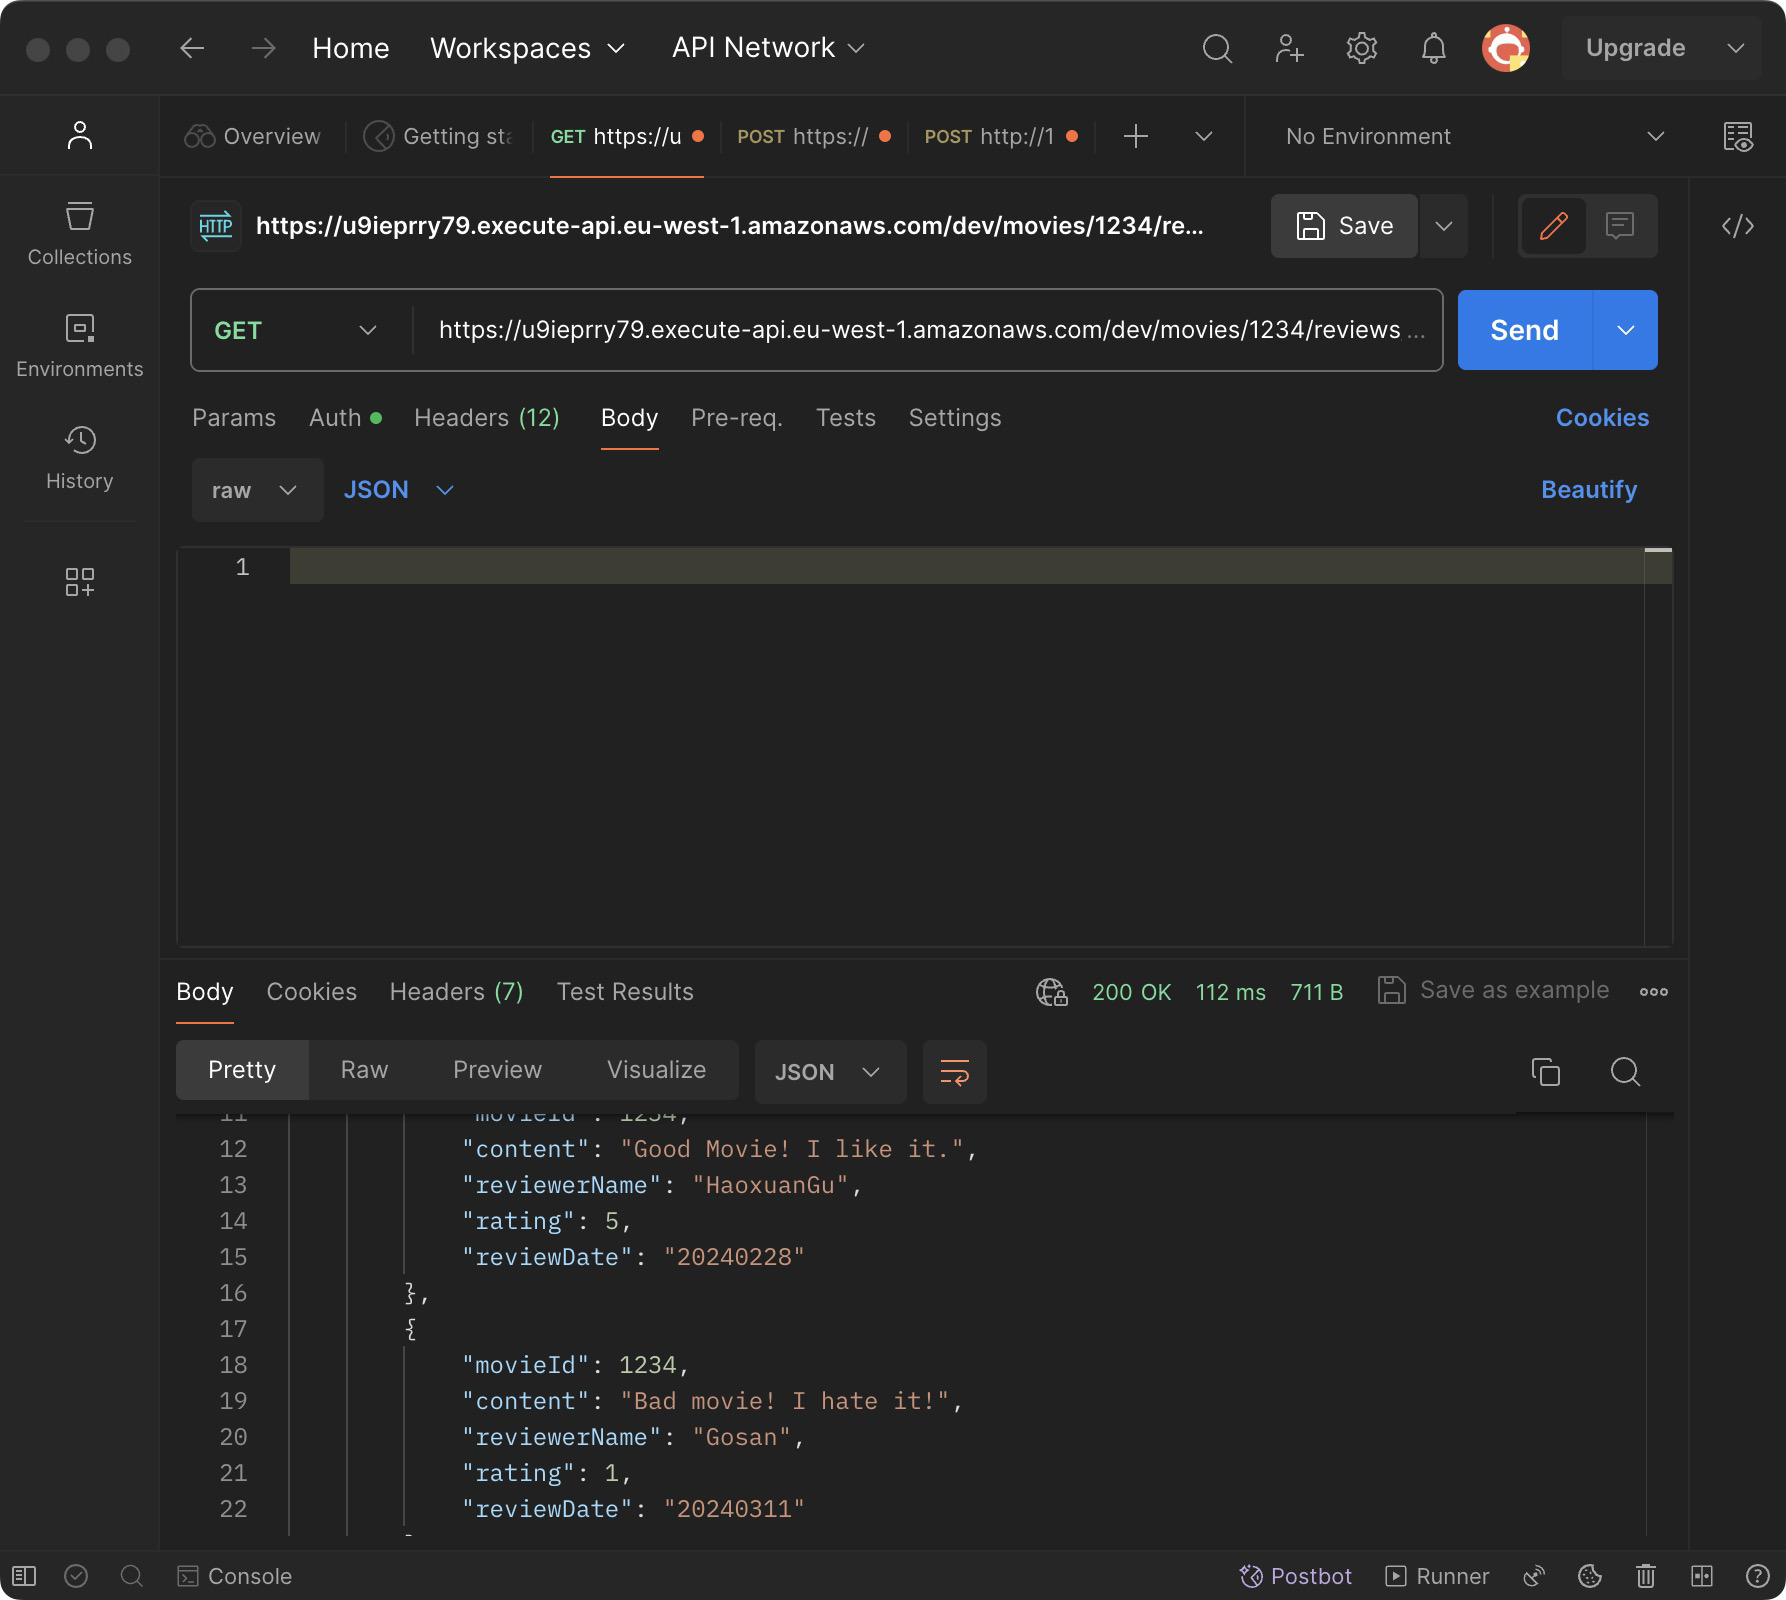 Home Workspaces API Network Upgrade
Overview Getting sta GET https://u POST https:// POST http://1 No Environment
HTTP https://u9ieprry79.execute-api.eu-west-1.amazonaws.com/dev/movies/1234/re... Save
Collections
GET https://u9ieprry79.execute-api.eu-west-1.amazonaws.com/dev/movies/1234/reviews ... Send
Environments
Params Auth Headers (12) Body Pre-req. Tests Settings Cookies
History
raw JSON Beautify
1
Body Cookies Headers (7) Test Results 200 OK 112 ms 711 B Save as example
Pretty Raw Preview Visualize JSON
11 "movieId": 1234,
12 "content": "Good Movie! I like it.",
13 "reviewerName": "HaoxuanGu",
14 "rating": 5,
15 "reviewDate": "20240228"
16 },
17 {
18 "movieId": 1234,
19 "content": "Bad movie! I hate it!",
20 "reviewerName": "Gosan",
21 "rating": 1,
22 "reviewDate": "20240311"
Console Postbot Runner